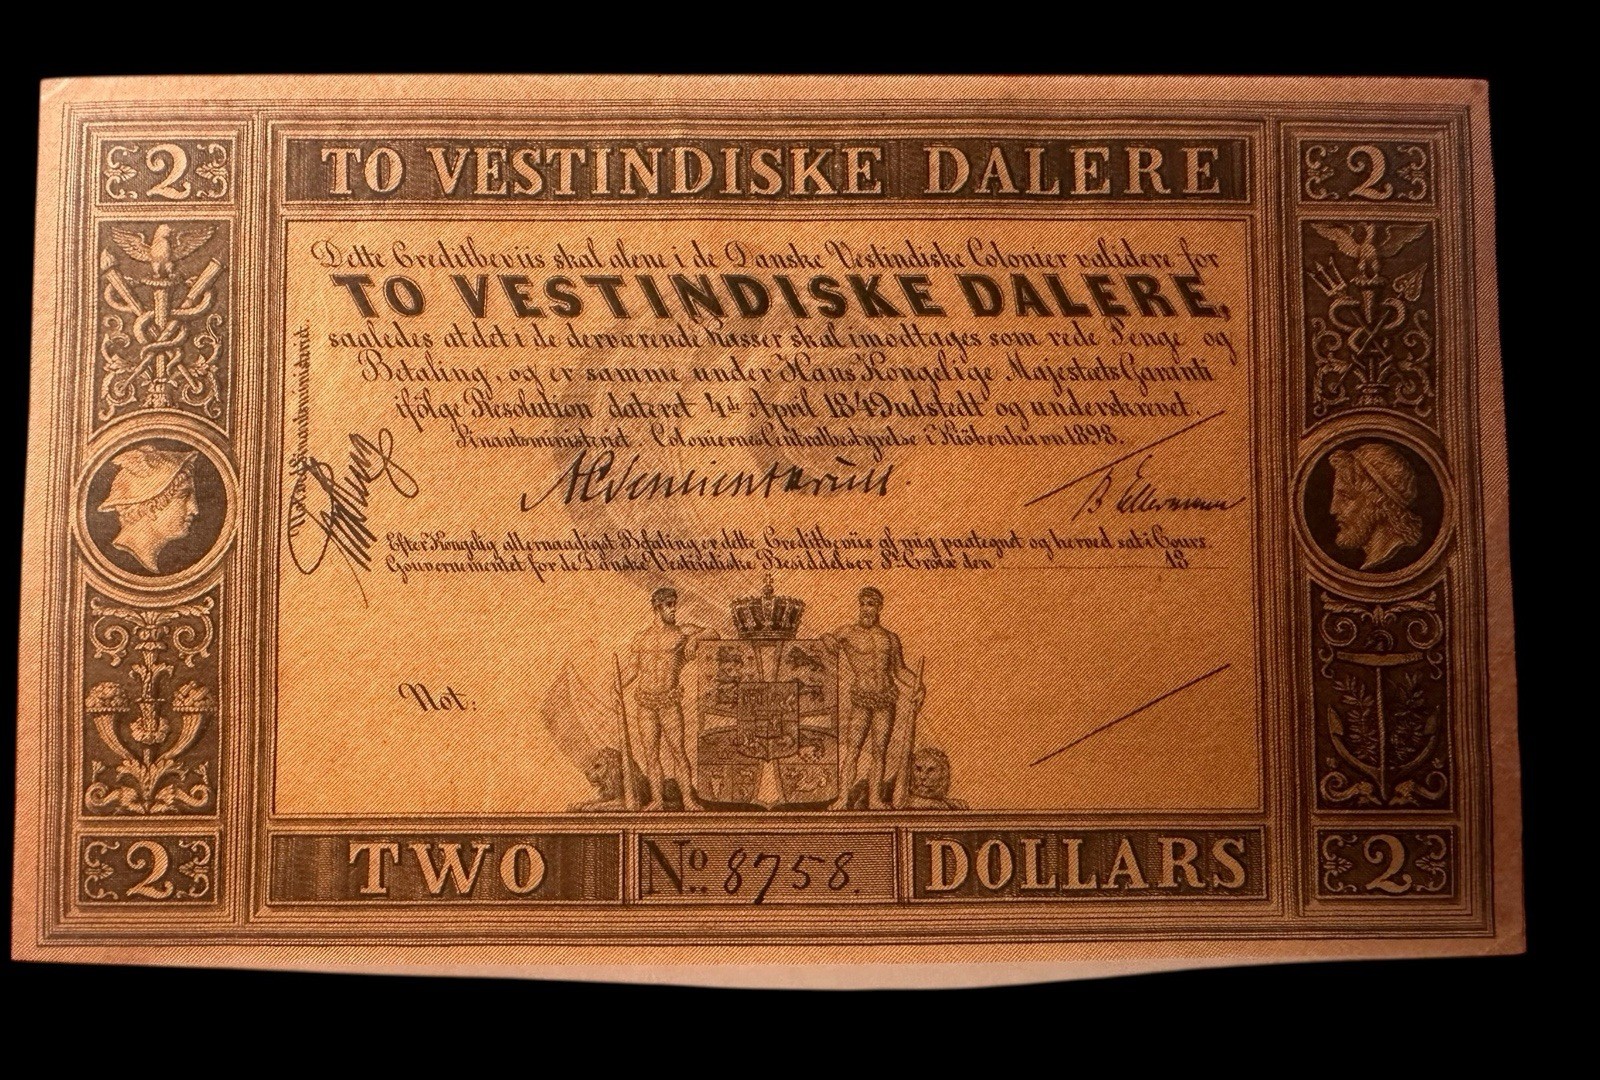 2 TO VESTINDISKE DALERE 2
Dette Creditbeviis skal alene i de Danske Vestindiske Colonier validere for
TO VESTINDISKE DALERE,
saaledes at det i de derværende Kasser skal imodtages som rede Penge og
Betaling, og er samme under Hans Kongelige Majestæts Garanti
ifölge Resolution dateret 4de April 1849 udstedt og underskrevet.
Finantsministeriet. Coloniernes Centralbestyrelse i Kiöbenhavn 1898.
B Ellermann
Efter Kongelig allernaadigst Befaling er dette Creditbeviis af mig paategnet og herved sat i Cours.
Gouvernementet for de Danske Vestindiske Besiddelser St. Croix den 18
Not:
2 TWO No. 8758. DOLLARS 2